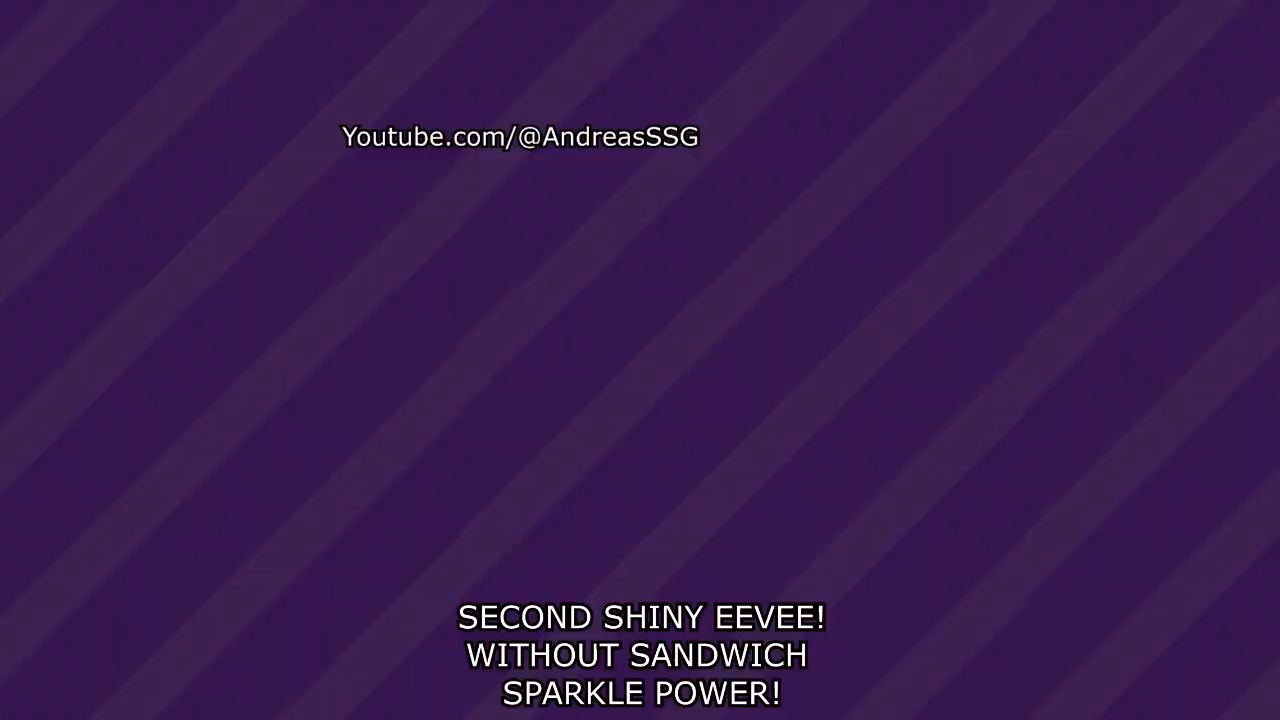 Youtube.com/@AndreasSSG
SECOND SHINY EEVEE!
WITHOUT SANDWICH
SPARKLE POWER!